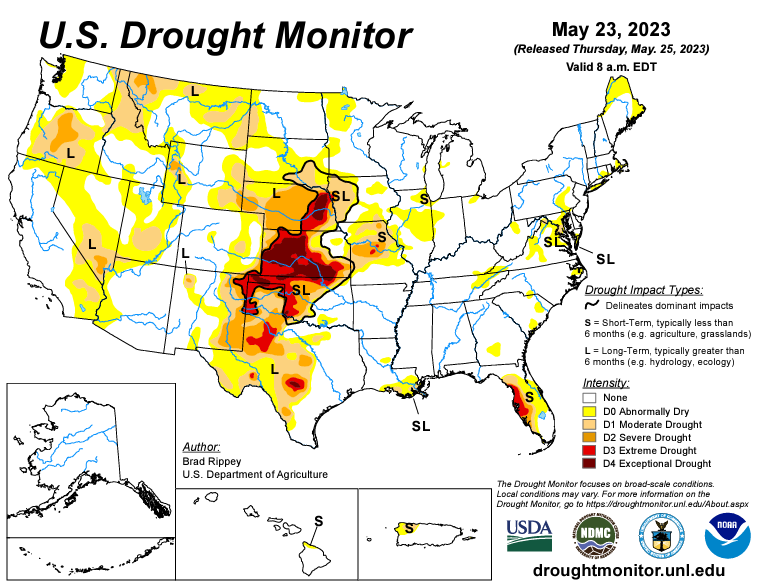 U.S. Drought Monitor
May 23, 2023
(Released Thursday, May. 25, 2023)
Valid 8 a.m. EDT
L
L
L
L
SL
S
L
S
L
SL
SL
SL
L
S
SL
Drought Impact Types:
Delineates dominant impacts
S = Short-Term, typically less than
6 months (e.g. agriculture, grasslands)
L = Long-Term, typically greater than
6 months (e.g. hydrology, ecology)
Intensity:
None
D0 Abnormally Dry
D1 Moderate Drought
D2 Severe Drought
D3 Extreme Drought
D4 Exceptional Drought
Author:
Brad Rippey
U.S. Department of Agriculture
S
S
The Drought Monitor focuses on broad-scale conditions.
Local conditions may vary. For more information on the
Drought Monitor, go to https://droughtmonitor.unl.edu/About.aspx
USDA
NDMC
NOAA
droughtmonitor.unl.edu